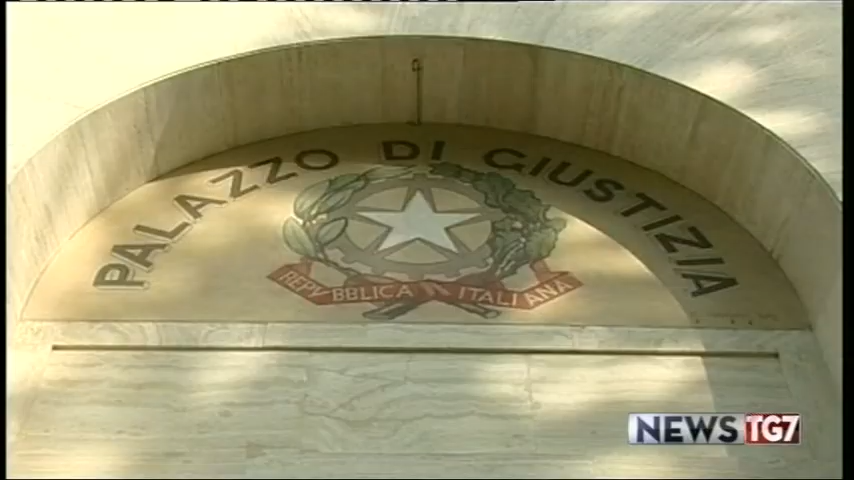 PALAZZO DI GIUSTIZIA
REPVBBLICA ITALIANA
NEWS TG7